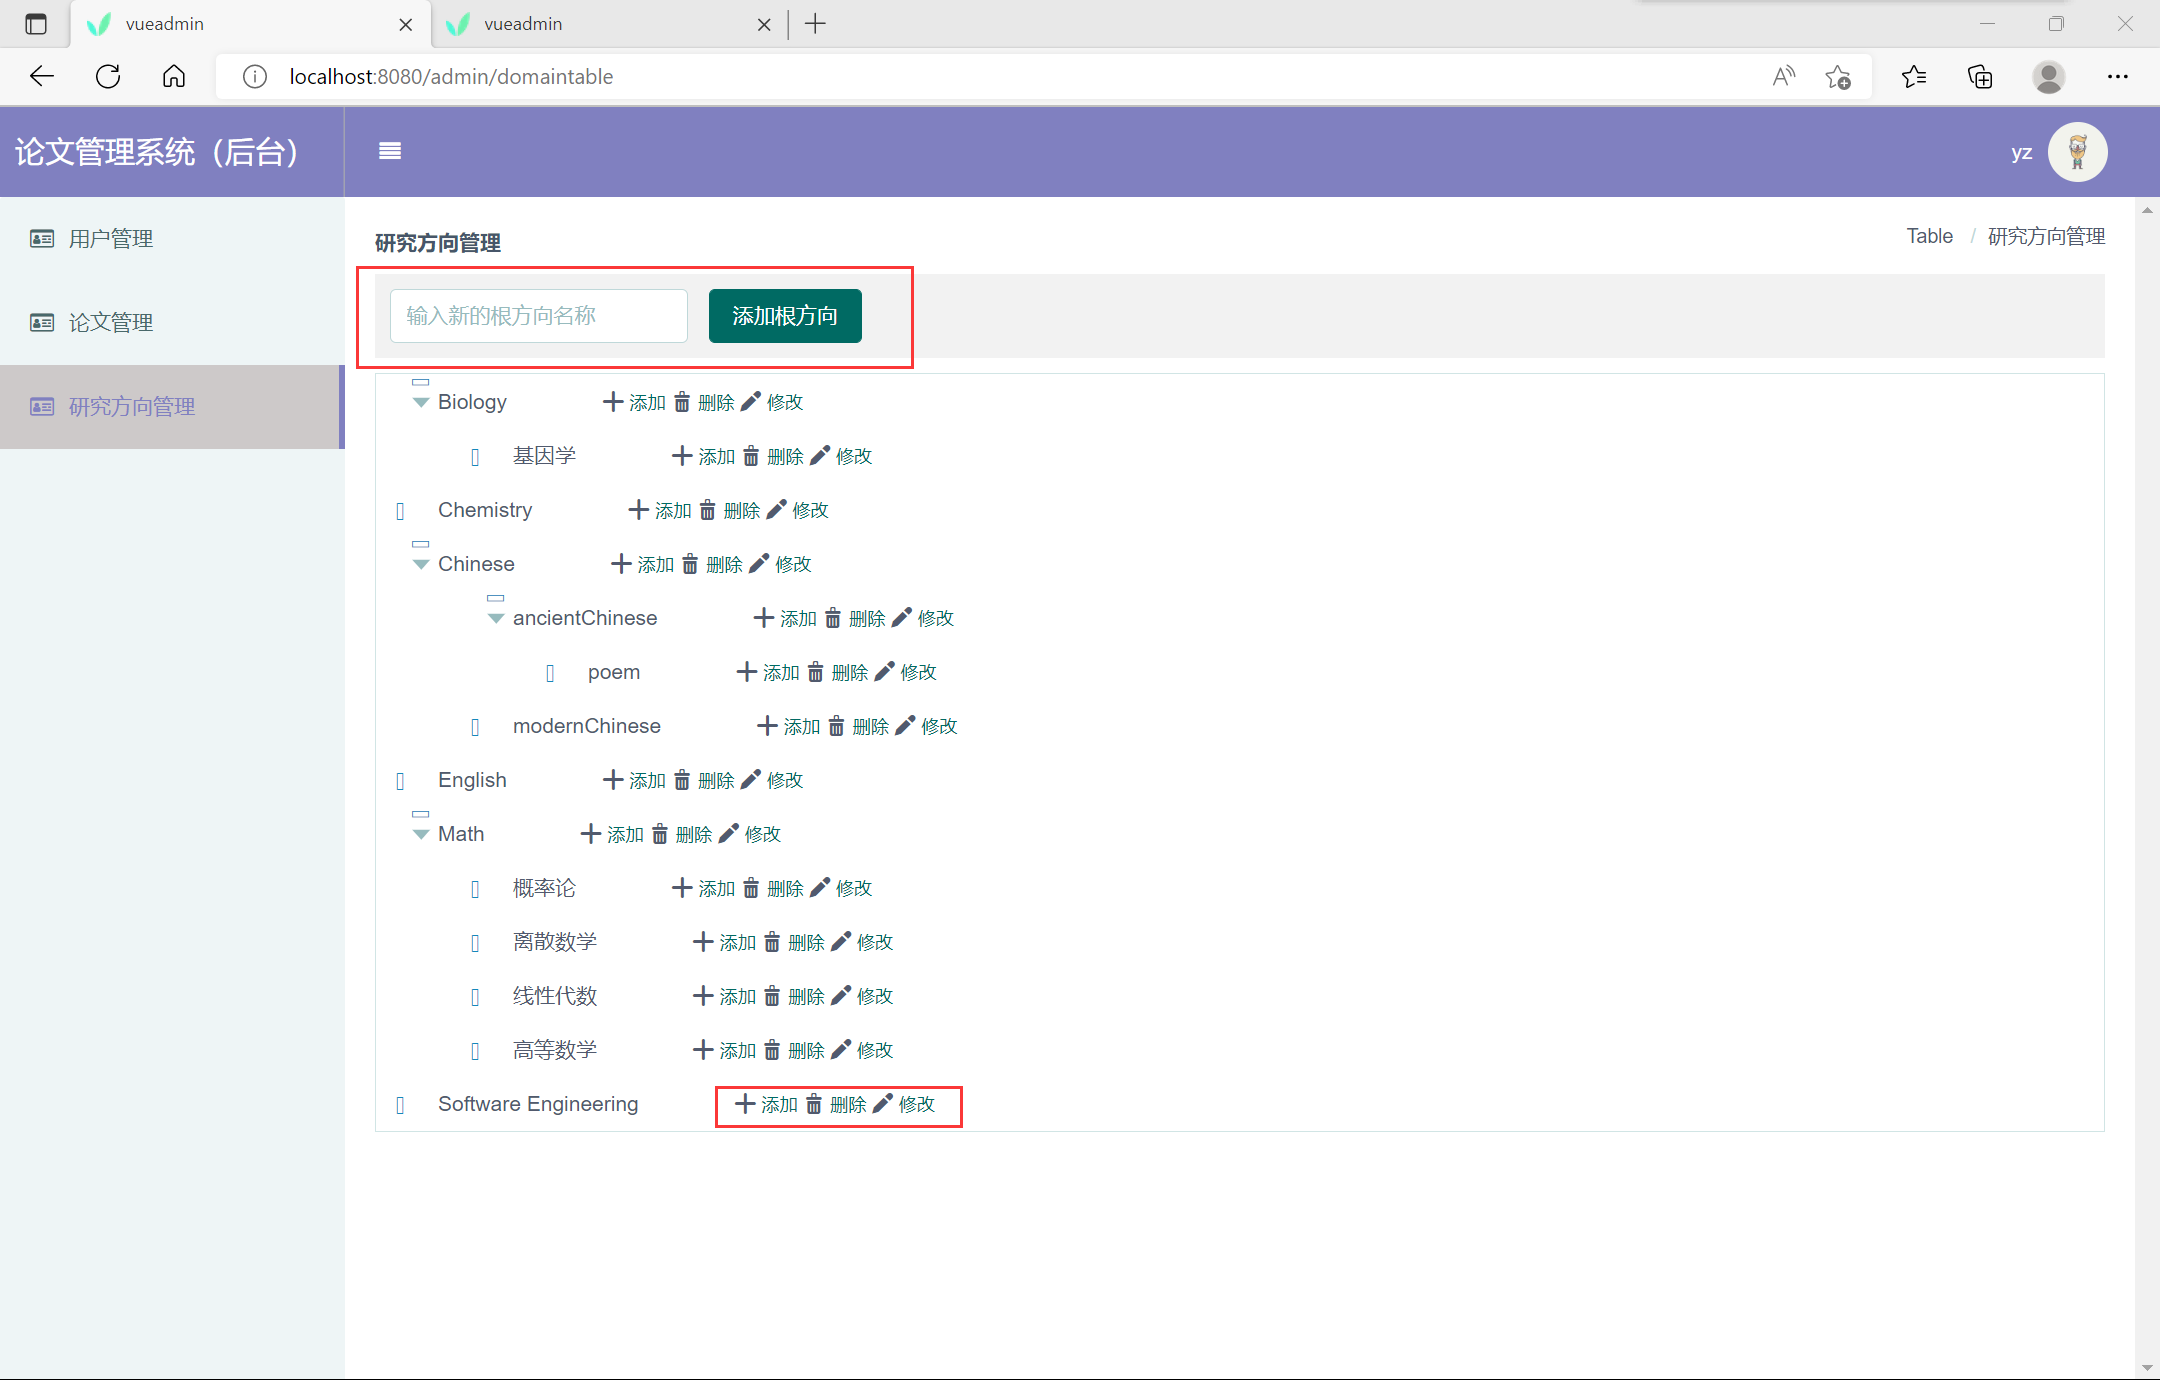 vueadmin
vueadmin
localhost:8080/admin/domaintable
论文管理系统（后台）
yz
用户管理
论文管理
研究方向管理
研究方向管理
Table / 研究方向管理
输入新的根方向名称 添加根方向
Biology 添加 删除 修改
基因学 添加 删除 修改
Chemistry 添加 删除 修改
Chinese 添加 删除 修改
ancientChinese 添加 删除 修改
poem 添加 删除 修改
modernChinese 添加 删除 修改
English 添加 删除 修改
Math 添加 删除 修改
概率论 添加 删除 修改
离散数学 添加 删除 修改
线性代数 添加 删除 修改
高等数学 添加 删除 修改
Software Engineering 添加 删除 修改